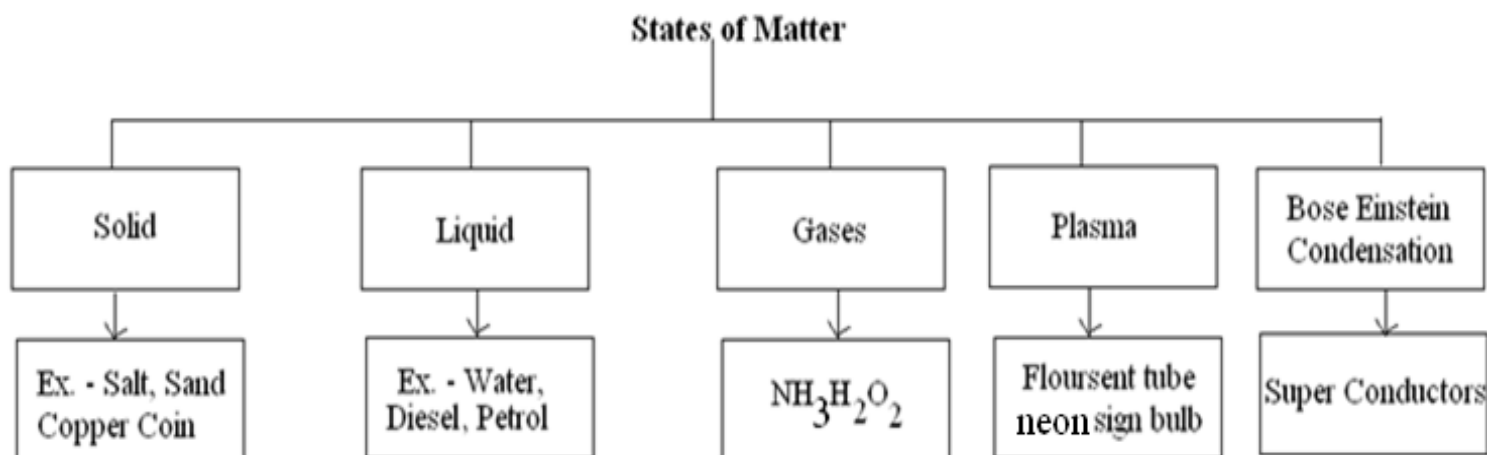 States of Matter
Solid
Liquid
Gases
Plasma
Bose Einstein
Condensation
Ex. - Salt, Sand
Copper Coin
Ex. - Water,
Diesel, Petrol
NH3H2O2
Floursent tube
neon sign bulb
Super Conductors